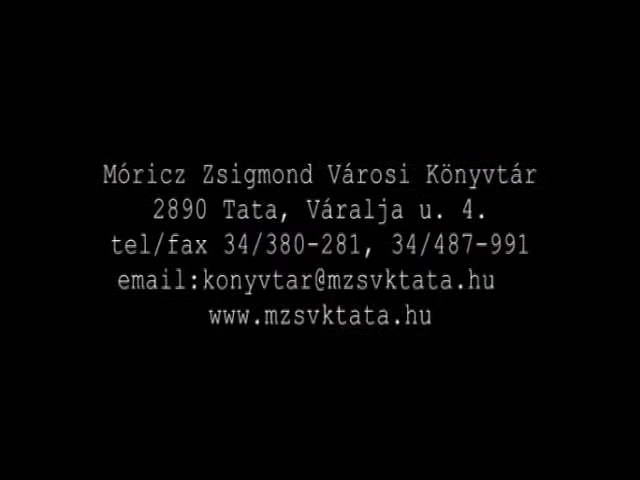 Móricz Zsigmond Városi Könyvtár
2890 Tata, Váralja u. 4.
tel/fax 34/380-281, 34/487-991
email:konyvtar@mzsvktata.hu
www.mzsvktata.hu